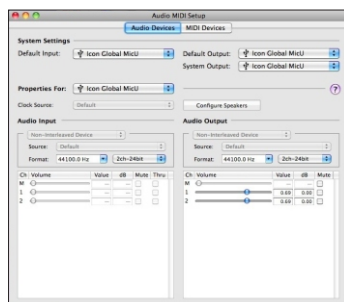 Audio MIDI Setup
Audio Devices MIDI Devices
System Settings
Default Input: Icon Global MicU
Default Output: Icon Global MicU
System Output: Icon Global MicU
Properties For: Icon Global MicU
?
Clock Source: Default
Configure Speakers
Audio Input
Non-Interleaved Device
Source: Default
Format: 44100.0 Hz 2ch-24bit
Ch Volume Value dB Mute Thru
M -- --
1 -- --
2 -- --
Audio Output
Non-Interleaved Device
Source: Default
Format: 44100.0 Hz 2ch-24bit
Ch Volume Value dB Mute
M -- --
1 0.69 0.00
2 0.69 0.00